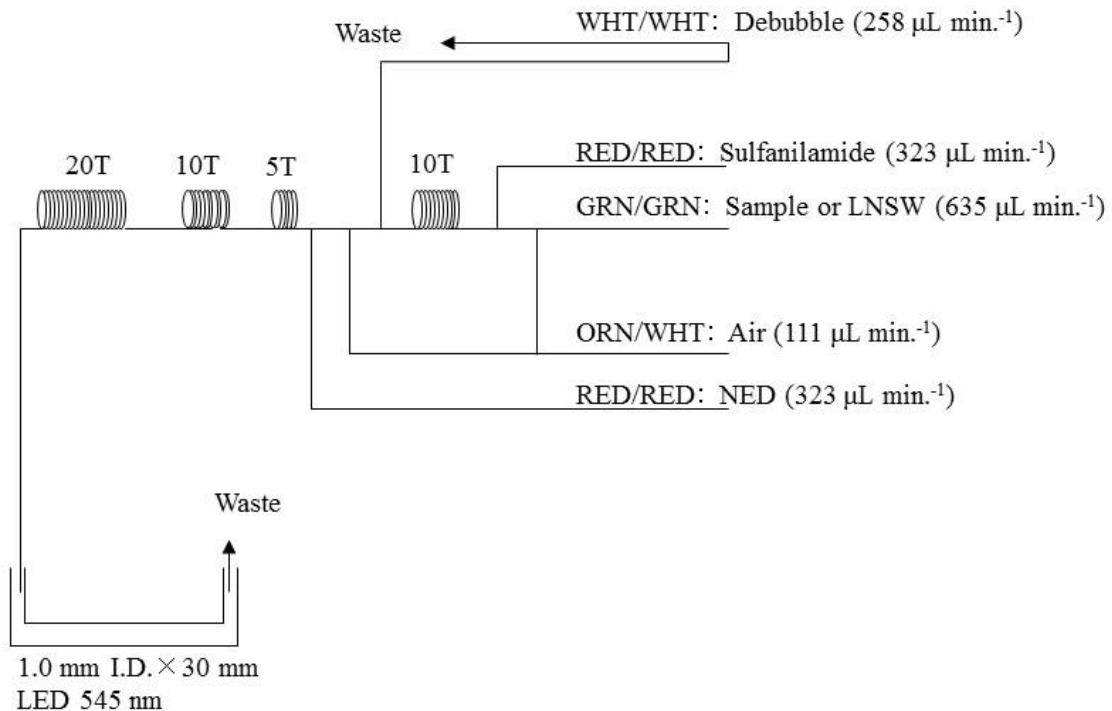 WHT/WHT: Debubble (258 μL min.⁻¹)
Waste
20T
10T
5T
10T
RED/RED: Sulfanilamide (323 μL min.⁻¹)
GRN/GRN: Sample or LNSW (635 μL min.⁻¹)
ORN/WHT: Air (111 μL min.⁻¹)
RED/RED: NED (323 μL min.⁻¹)
Waste
1.0 mm I.D.×30 mm
LED 545 nm